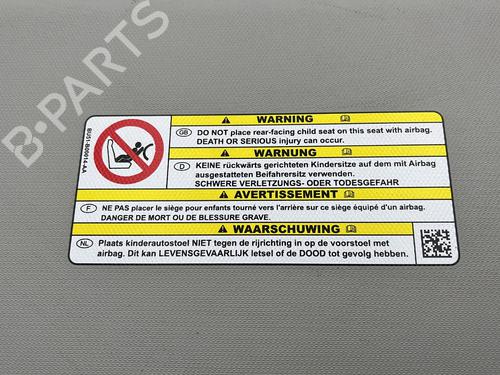 B-PARTS
BU51-B00014-AA
WARNING
GB DO NOT place rear-facing child seat on this seat with airbag.
DEATH OR SERIOUS injury can occur.
WARNUNG
D KEINE rückwärts gerichteten Kindersitze auf dem mit Airbag
ausgestatteten Beifahrersitz verwenden.
SCHWERE VERLETZUNGS- ODER TODESGEFAHR
AVERTISSEMENT
F NE PAS placer le siège pour enfants tourné vers l'arrière sur ce siège équipé d'un airbag.
DANGER DE MORT OU DE BLESSURE GRAVE.
WAARSCHUWING
NL Plaats kinderautostoel NIET tegen de rijrichting in op de voorstoel met
airbag. Dit kan LEVENSGEVAARLIJK letsel of de DOOD tot gevolg hebben.